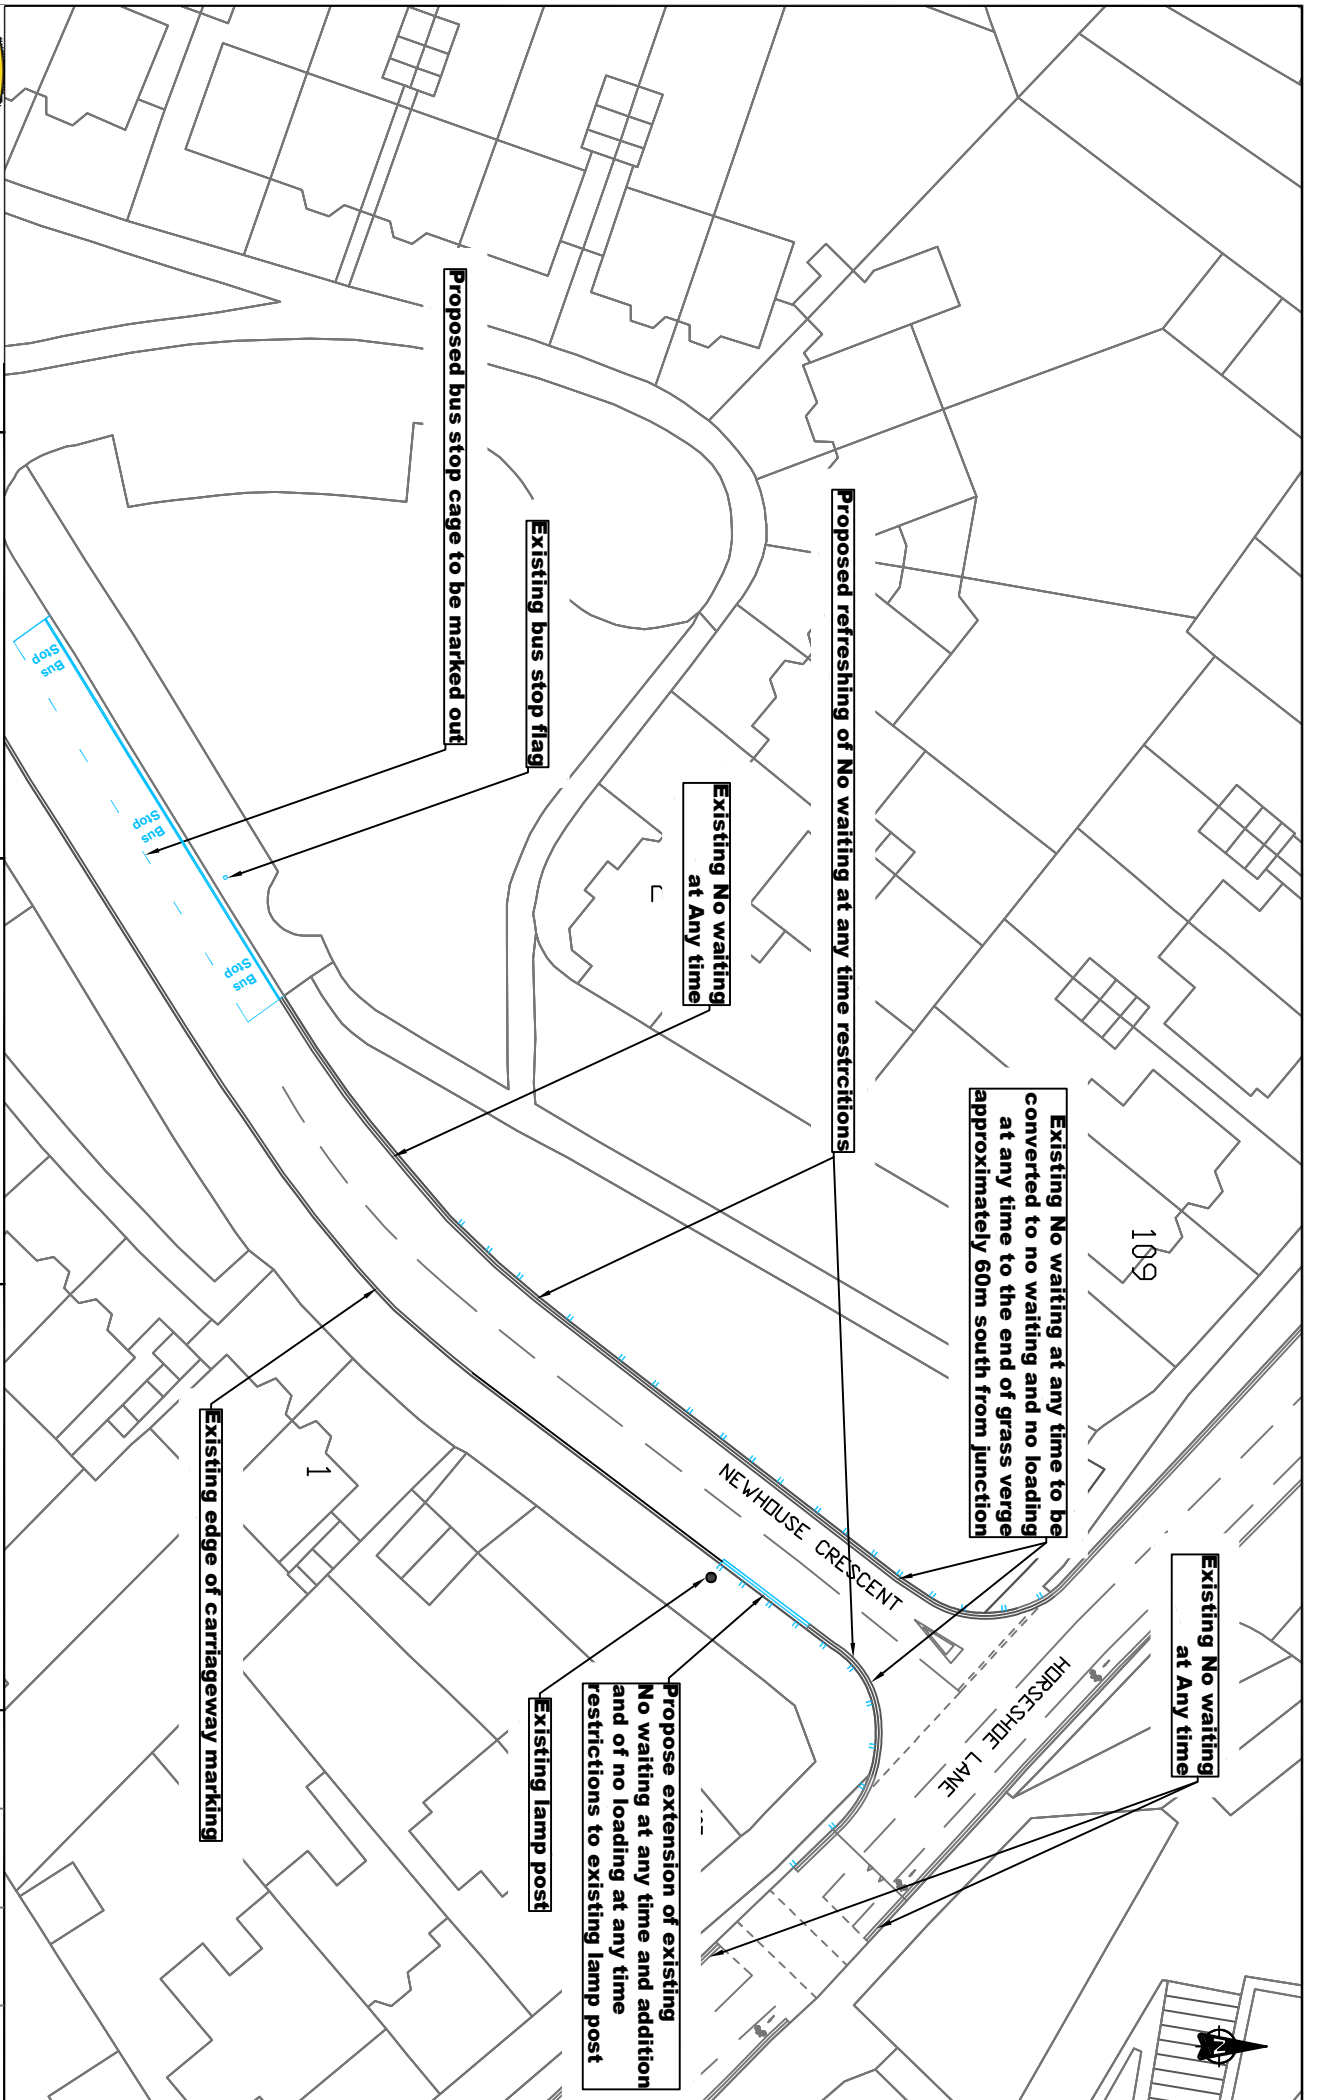 Existing No waiting
at Any time
Existing No waiting at any time to be
converted to no waiting and no loading
at any time to the end of grass verge
approximately 60m south from junction
109
HORSESHOE LANE
Proposed refreshing of No waiting at any time restrcitions
NEWHOUSE CRESCENT
Existing No waiting
at Any time
Propose extension of existing
No waiting at any time and addition
and of no loading at any time
restrictions to existing lamp post
Existing bus stop flag
Existing lamp post
Proposed bus stop cage to be marked out
1
Existing edge of carriageway marking
Bus
Stop
Bus
Stop
Bus
Stop
N